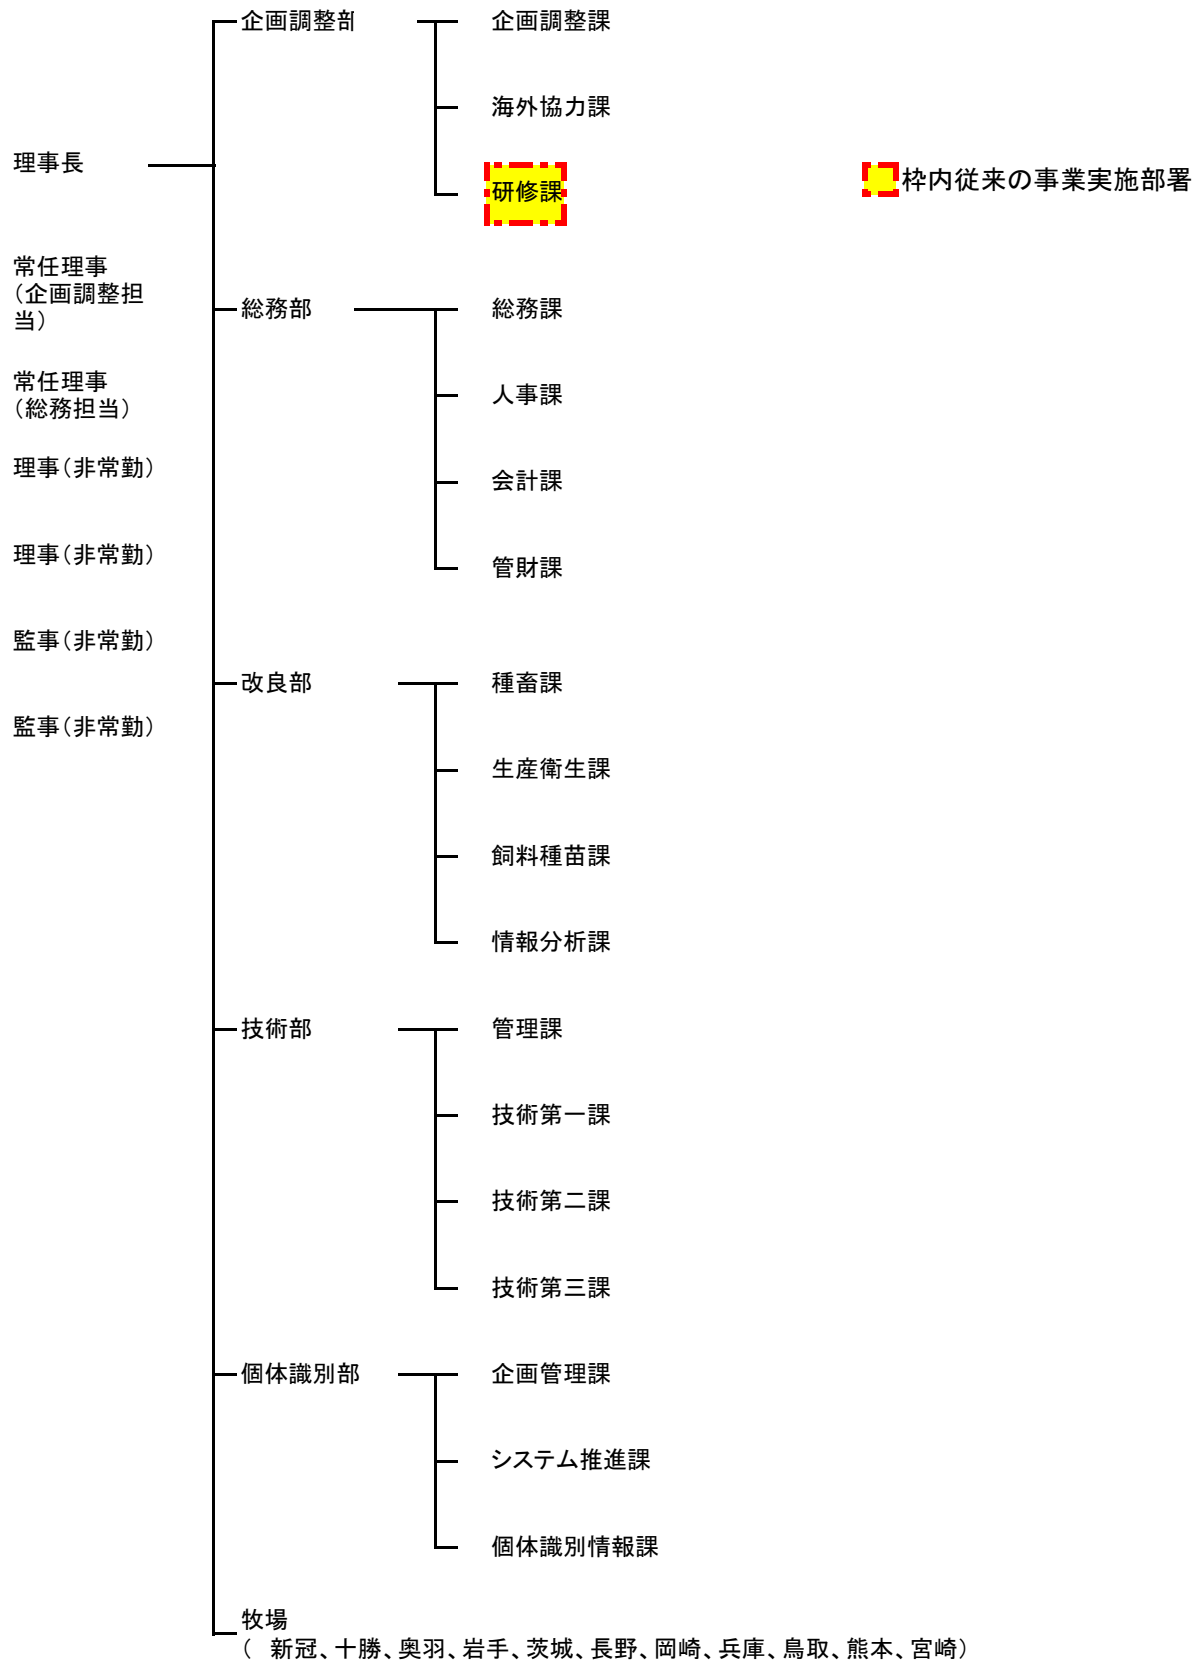 企画調整部
企画調整課
海外協力課
理事長
研修課
枠内従来の事業実施部署
常任理事
（企画調整担
当）
総務部
総務課
常任理事
（総務担当）
人事課
理事（非常勤）
会計課
理事（非常勤）
管財課
監事（非常勤）
改良部
種畜課
監事（非常勤）
生産衛生課
飼料種苗課
情報分析課
技術部
管理課
技術第一課
技術第二課
技術第三課
個体識別部
企画管理課
システム推進課
個体識別情報課
牧場
（　新冠、十勝、奥羽、岩手、茨城、長野、岡崎、兵庫、鳥取、熊本、宮崎）